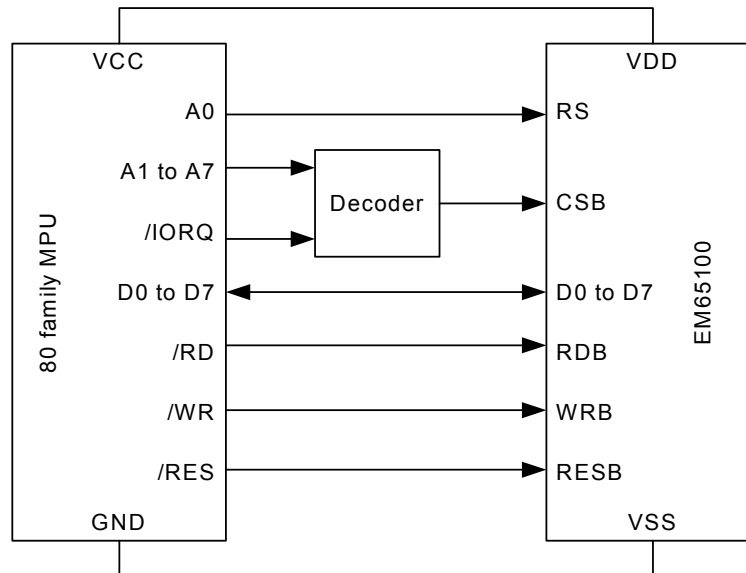 VCC
VDD
A0
RS
A1 to A7
Decoder
CSB
/IORQ
80 family MPU
EM65100
D0 to D7
D0 to D7
/RD
RDB
/WR
WRB
/RES
RESB
GND
VSS